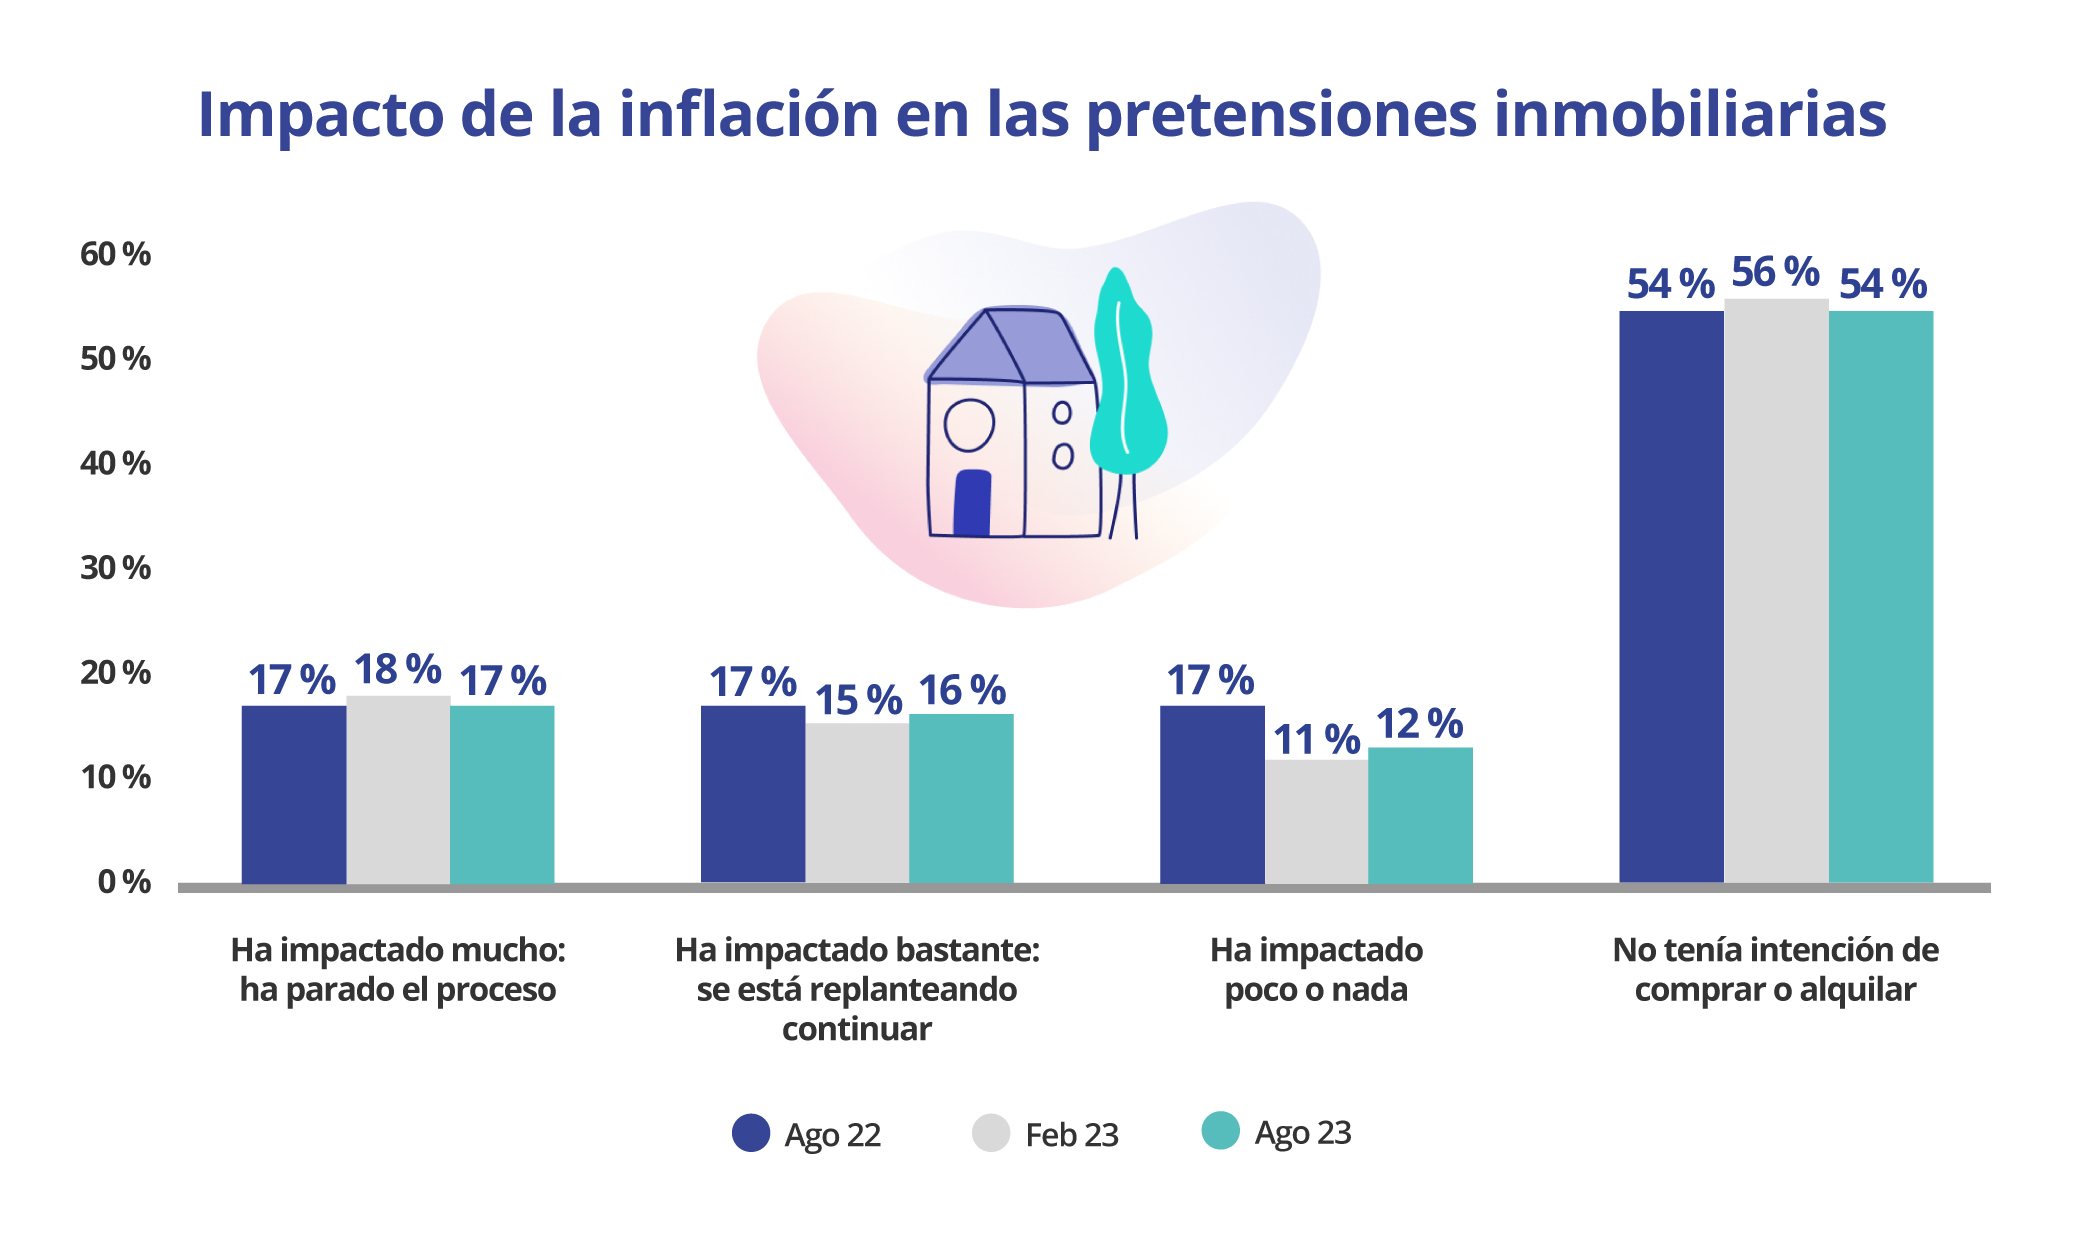 Impacto de la inflación en las pretensiones inmobiliarias
60 %
50 %
40 %
30 %
20 %
10 %
0 %
17 %
18 %
17 %
17 %
15 %
16 %
17 %
11 %
12 %
54 %
56 %
54 %
Ha impactado mucho:
ha parado el proceso
Ha impactado bastante:
se está replanteando
continuar
Ha impactado
poco o nada
No tenía intención de
comprar o alquilar
Ago 22
Feb 23
Ago 23